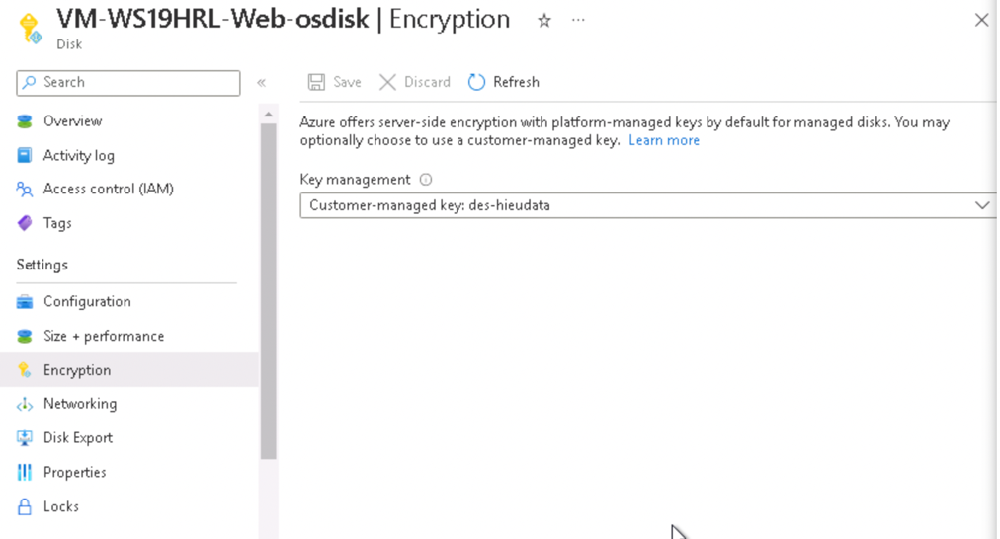 VM-WS19HRL-Web-osdisk | Encryption
Disk
Search
Save Discard Refresh
Overview
Activity log
Access control (IAM)
Tags
Settings
Configuration
Size + performance
Encryption
Networking
Disk Export
Properties
Locks
Azure offers server-side encryption with platform-managed keys by default for managed disks. You may
optionally choose to use a customer-managed key. Learn more
Key management
Customer-managed key: des-hieudata